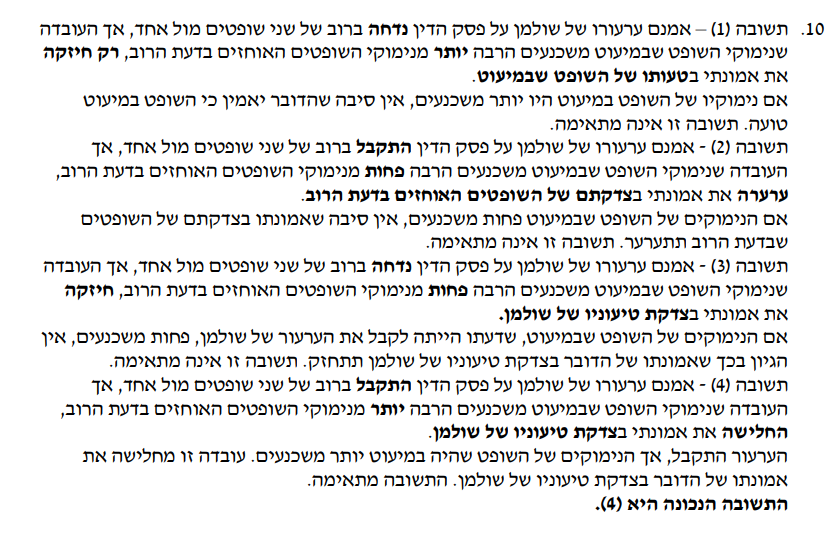 10. תשובה (1) – אמנם ערעורו של שולמן על פסק הדין נדחה ברוב של שני שופטים מול אחד, אך העובדה
שנימוקי השופט שבמיעוט משכנעים הרבה יותר מנימוקי השופטים האוחזים בדעת הרוב, רק חיזקה
את אמונתי בטעותו של השופט שבמיעוט.
אם נימוקיו של השופט במיעוט היו יותר משכנעים, אין סיבה שהדובר יאמין כי השופט במיעוט
טועה. תשובה זו אינה מתאימה.
תשובה (2) - אמנם ערעורו של שולמן על פסק הדין התקבל ברוב של שני שופטים מול אחד, אך
העובדה שנימוקי השופט שבמיעוט משכנעים הרבה פחות מנימוקי השופטים האוחזים בדעת הרוב,
ערערה את אמונתי בצדקתם של השופטים האוחזים בדעת הרוב.
אם הנימוקים של השופט שבמיעוט פחות משכנעים, אין סיבה שאמונתו בצדקתם של השופטים
שבדעת הרוב תתערער. תשובה זו אינה מתאימה.
תשובה (3) - אמנם ערעורו של שולמן על פסק הדין נדחה ברוב של שני שופטים מול אחד, אך העובדה
שנימוקי השופט שבמיעוט משכנעים הרבה פחות מנימוקי השופטים האוחזים בדעת הרוב, חיזקה
את אמונתי בצדקת טיעוניו של שולמן.
אם הנימוקים של השופט שבמיעוט, שדעתו הייתה לקבל את הערעור של שולמן, פחות משכנעים, אין
הגיון בכך שאמונתו של הדובר בצדקת טיעוניו של שולמן תתחזק. תשובה זו אינה מתאימה.
תשובה (4) - אמנם ערעורו של שולמן על פסק הדין התקבל ברוב של שני שופטים מול אחד, אך
העובדה שנימוקי השופט שבמיעוט משכנעים הרבה יותר מנימוקי השופטים האוחזים בדעת הרוב,
החלישה את אמונתי בצדקת טיעוניו של שולמן.
הערעור התקבל, אך הנימוקים של השופט שהיה במיעוט יותר משכנעים. עובדה זו מחלישה את
אמונתו של הדובר בצדקת טיעוניו של שולמן. התשובה מתאימה.
התשובה הנכונה היא (4).